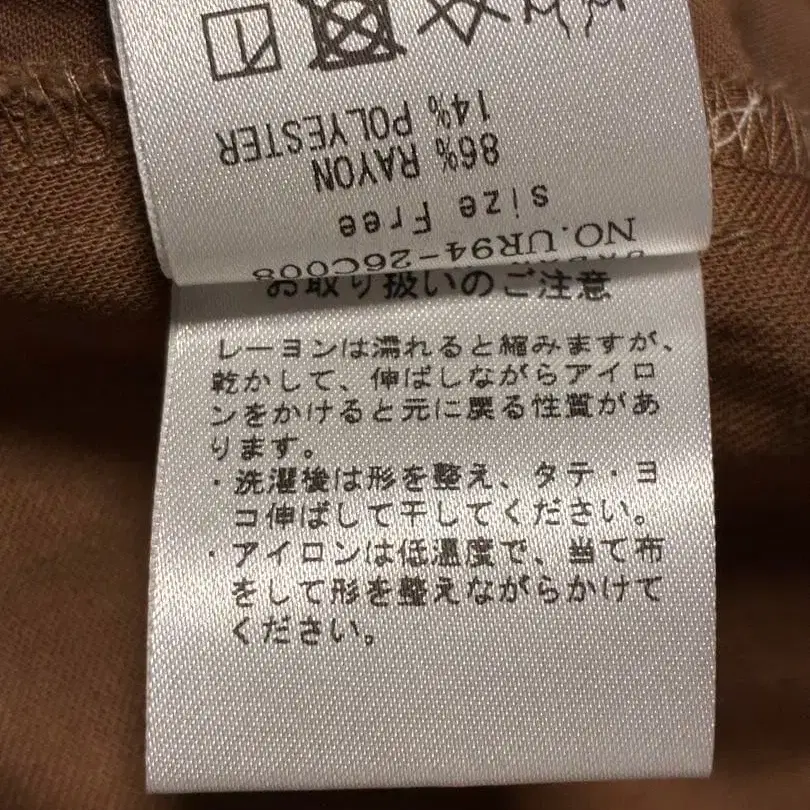 14% POLYESTER
86% RAYON
size Free
NO.UR94-26C008
お取り扱いのご注意
レーヨンは濡れると縮みますが、
乾かして、伸ばしながらアイロ
ンをかけると元に戻る性質があ
ります。
・洗濯後は形を整え、タテ・ヨ
コ伸ばして干してください。
・アイロンは低温度で、当て布
をして形を整えながらかけて
ください。